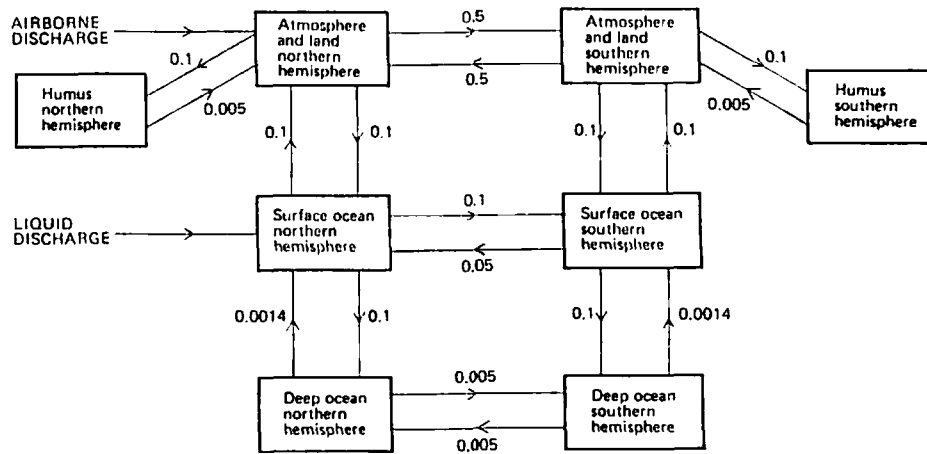 AIRBORNE
DISCHARGE
0.1
Humus
northern
hemisphere
0.005
Atmosphere
and land
northern
hemisphere
0.5
0.5
Atmosphere
and land
southern
hemisphere
0.1
0.005
Humus
southern
hemisphere
0.1
0.1
0.1
0.1
LIQUID
DISCHARGE
Surface ocean
northern
hemisphere
0.1
0.05
Surface ocean
southern
hemisphere
0.0014
0.1
0.1
0.0014
Deep ocean
northern
hemisphere
0.005
0.005
Deep ocean
southern
hemisphere